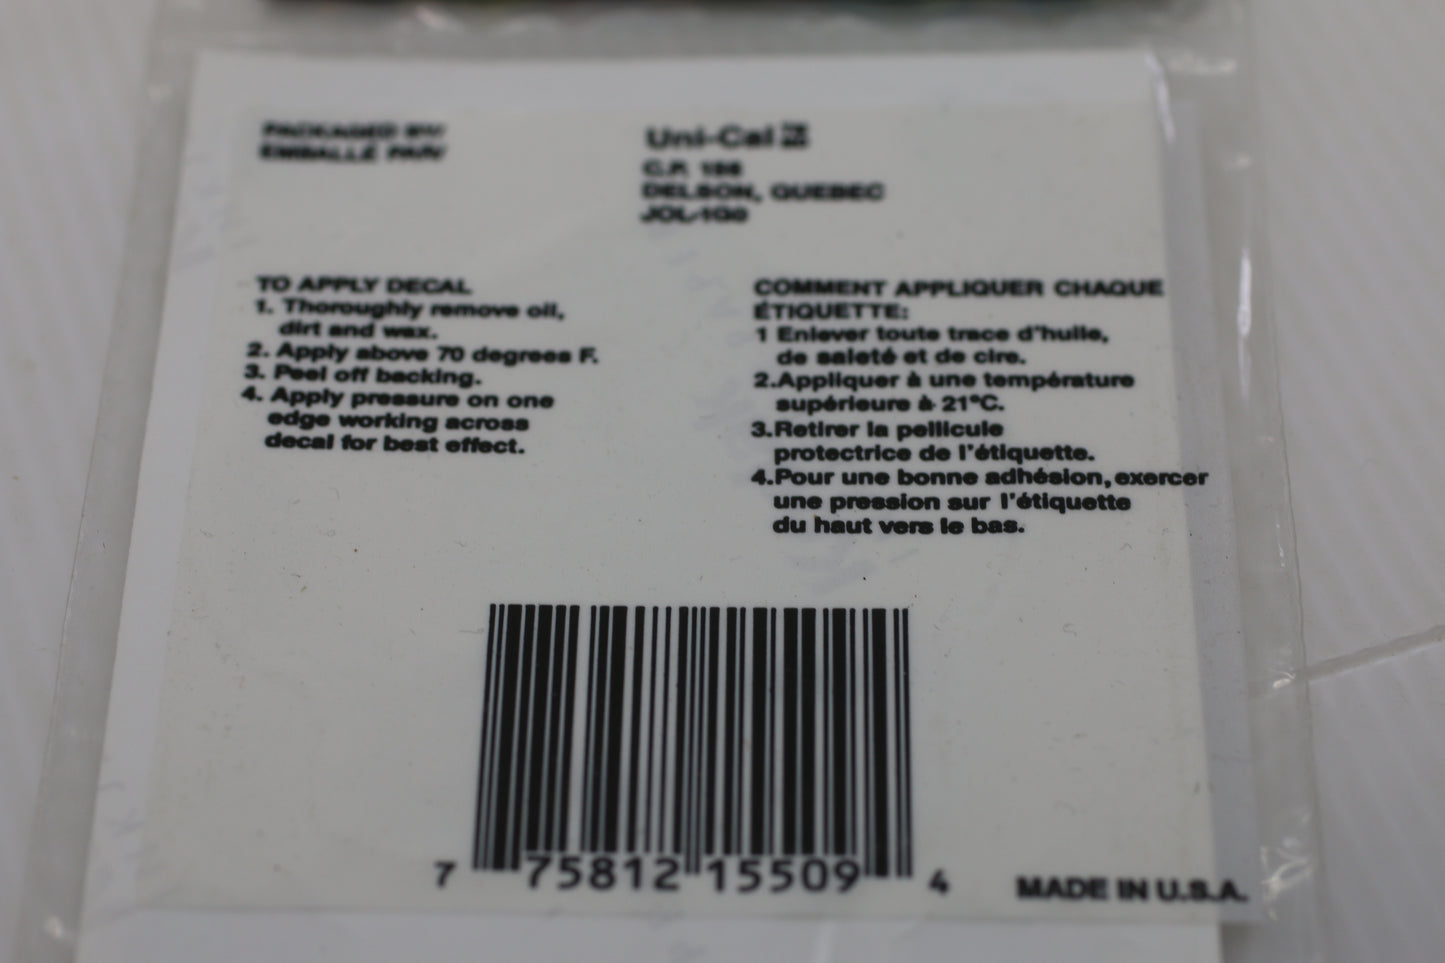 PACKAGED BY/
EMBALLÉ PAR/
Uni-Cal
C.P. 186
DELSON, QUEBEC
JOL-1G0
TO APPLY DECAL
1. Thoroughly remove oil,
dirt and wax.
2. Apply above 70 degrees F.
3. Peel off backing.
4. Apply pressure on one
edge working across
decal for best effect.
COMMENT APPLIQUER CHAQUE
ÉTIQUETTE:
1 Enlever toute trace d'huile,
de saleté et de cire.
2.Appliquer à une température
supérieure à 21°C.
3.Retirer la pellicule
protectrice de l'étiquette.
4.Pour une bonne adhésion,exercer
une pression sur l'étiquette
du haut vers le bas.
7 75812 15509 4
MADE IN U.S.A.